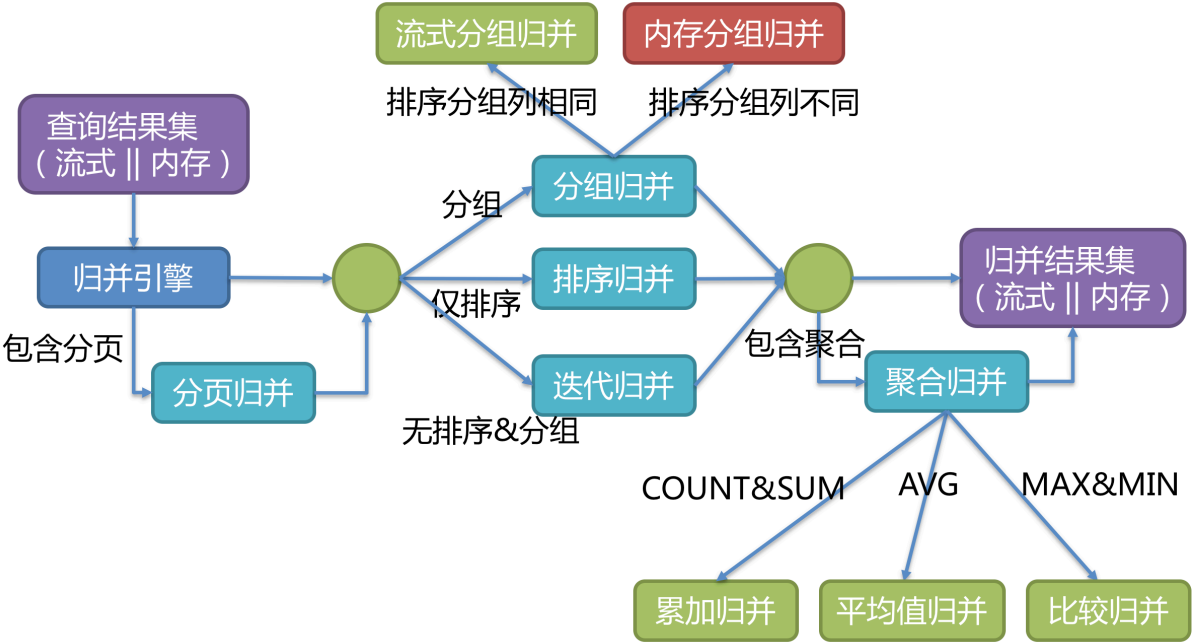 流式分组归并
内存分组归并
排序分组列相同
排序分组列不同
查询结果集
（流式 || 内存）
分组归并
分组
归并引擎
排序归并
仅排序
归并结果集
（流式 || 内存）
包含分页
包含聚合
分页归并
迭代归并
聚合归并
无排序&分组
COUNT&SUM
AVG
MAX&MIN
累加归并
平均值归并
比较归并